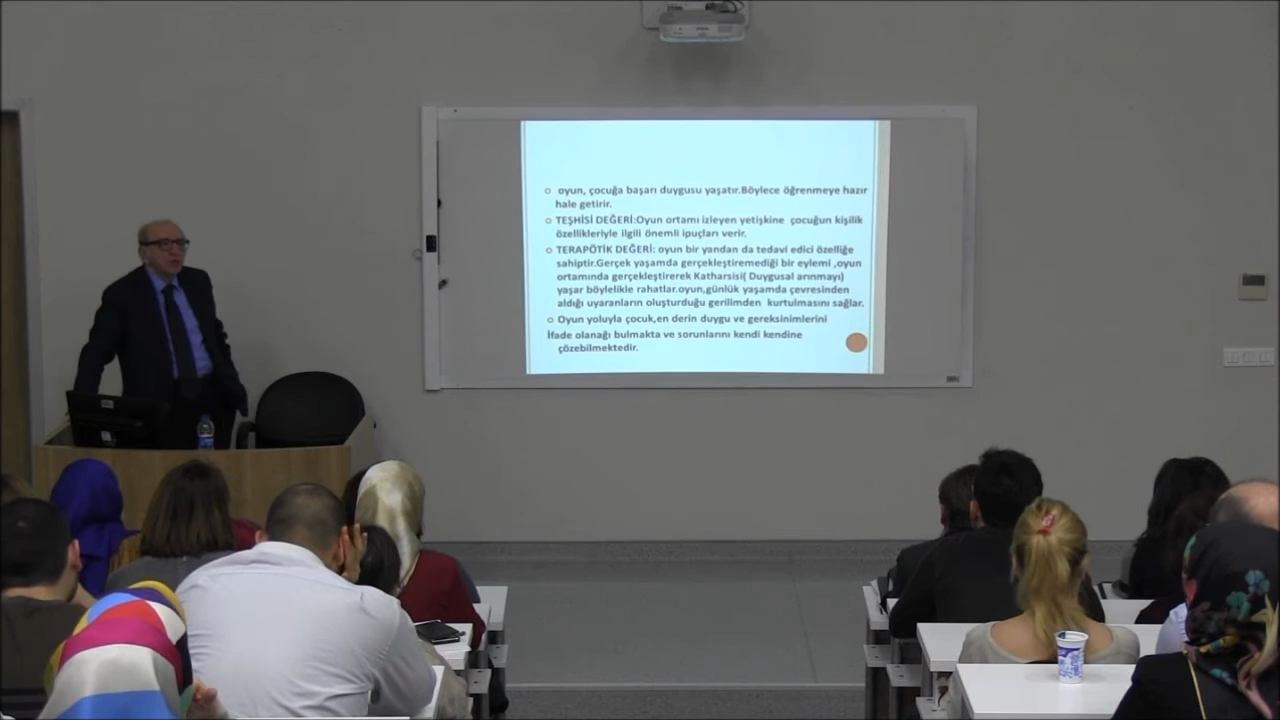 oyun, çocuğa başarı duygusu yaşatır.Böylece öğrenmeye hazır
hale getirir.
TEŞHİSİ DEĞERİ:Oyun ortamı izleyen yetişkine çocuğun kişilik
özellikleriyle ilgili önemli ipuçları verir.
TERAPÖTİK DEĞERİ: oyun bir yandan da tedavi edici özelliğe
sahiptir.Gerçek yaşamda gerçekleştiremediği bir eylemi ,oyun
ortamında gerçekleştirerek Katharsisi( Duygusal arınmayı)
yaşar böylelikle rahatlar.oyun,günlük yaşamda çevresinden
aldığı uyaranların oluşturduğu gerilimden kurtulmasını sağlar.
Oyun yoluyla çocuk,en derin duygu ve gereksinimlerini
İfade olanağı bulmakta ve sorunlarını kendi kendine
çözebilmektedir.